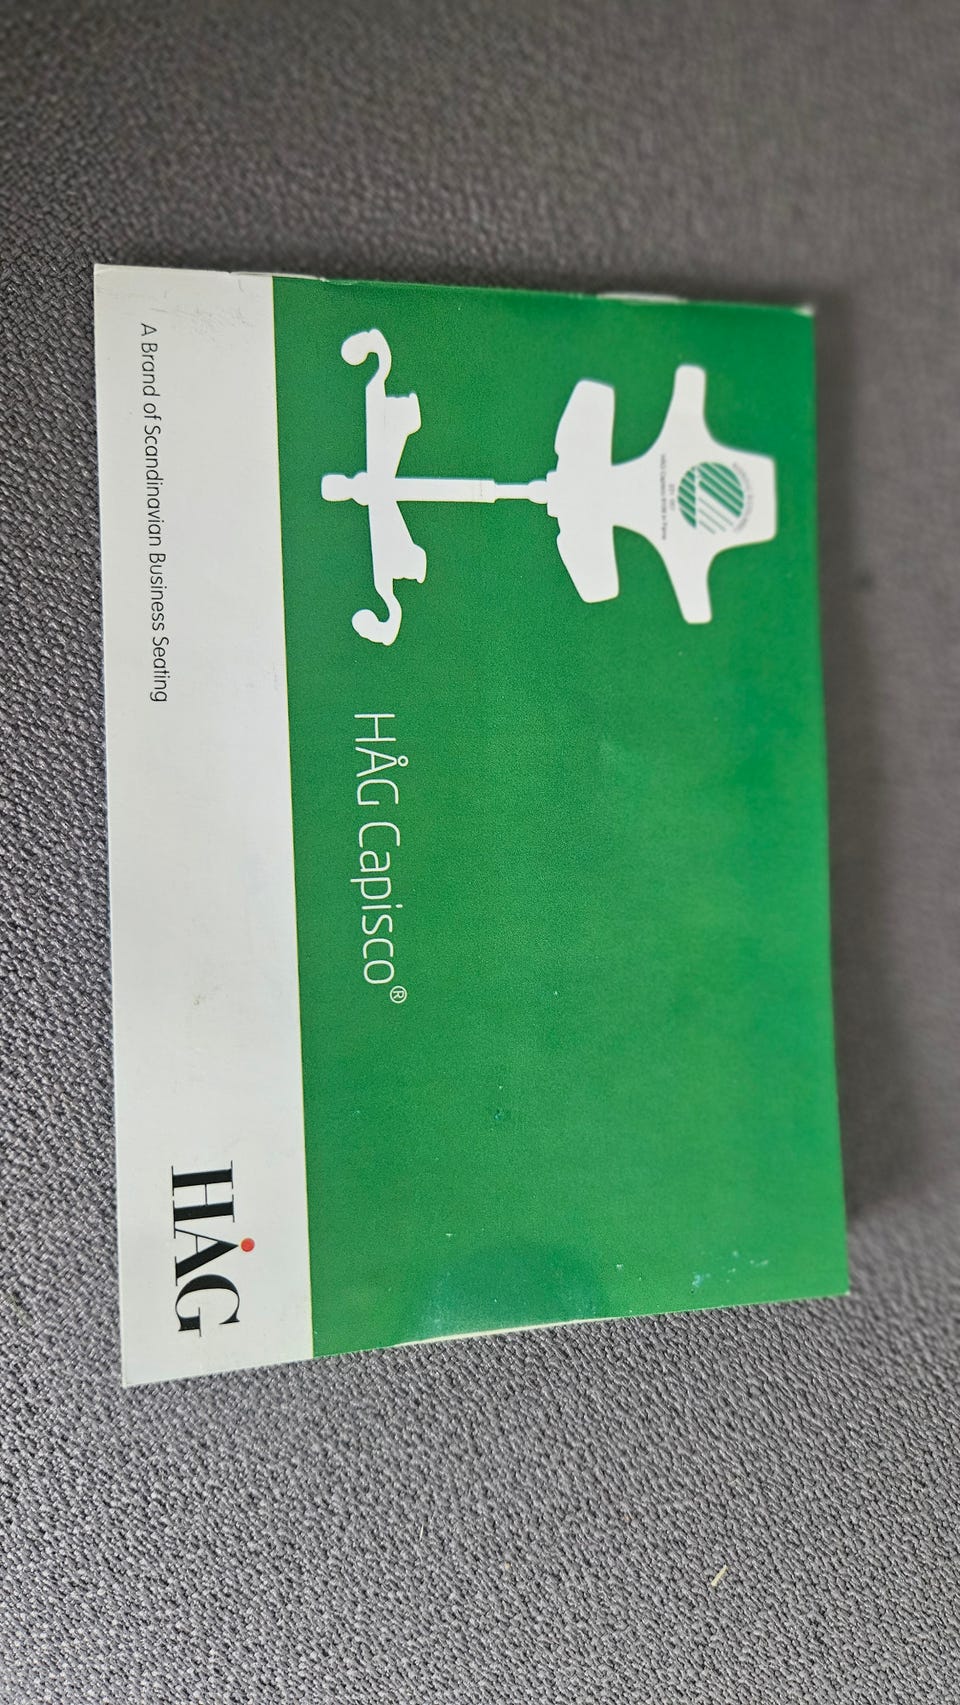 HÅG Capisco®
A Brand of Scandinavian Business Seating
HÅG